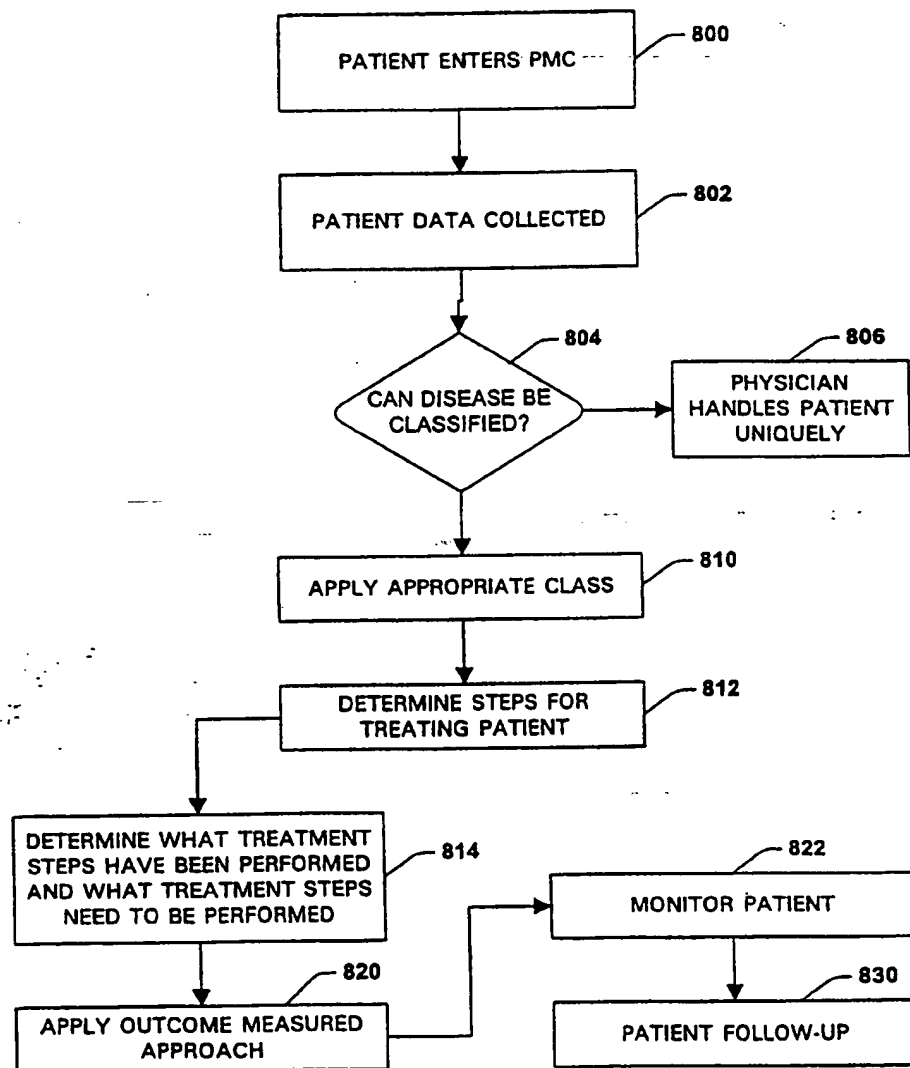 800
PATIENT ENTERS PMC
802
PATIENT DATA COLLECTED
804
CAN DISEASE BE
CLASSIFIED?
806
PHYSICIAN
HANDLES PATIENT
UNIQUELY
810
APPLY APPROPRIATE CLASS
812
DETERMINE STEPS FOR
TREATING PATIENT
814
DETERMINE WHAT TREATMENT
STEPS HAVE BEEN PERFORMED
AND WHAT TREATMENT STEPS
NEED TO BE PERFORMED
820
APPLY OUTCOME MEASURED
APPROACH
822
MONITOR PATIENT
830
PATIENT FOLLOW-UP